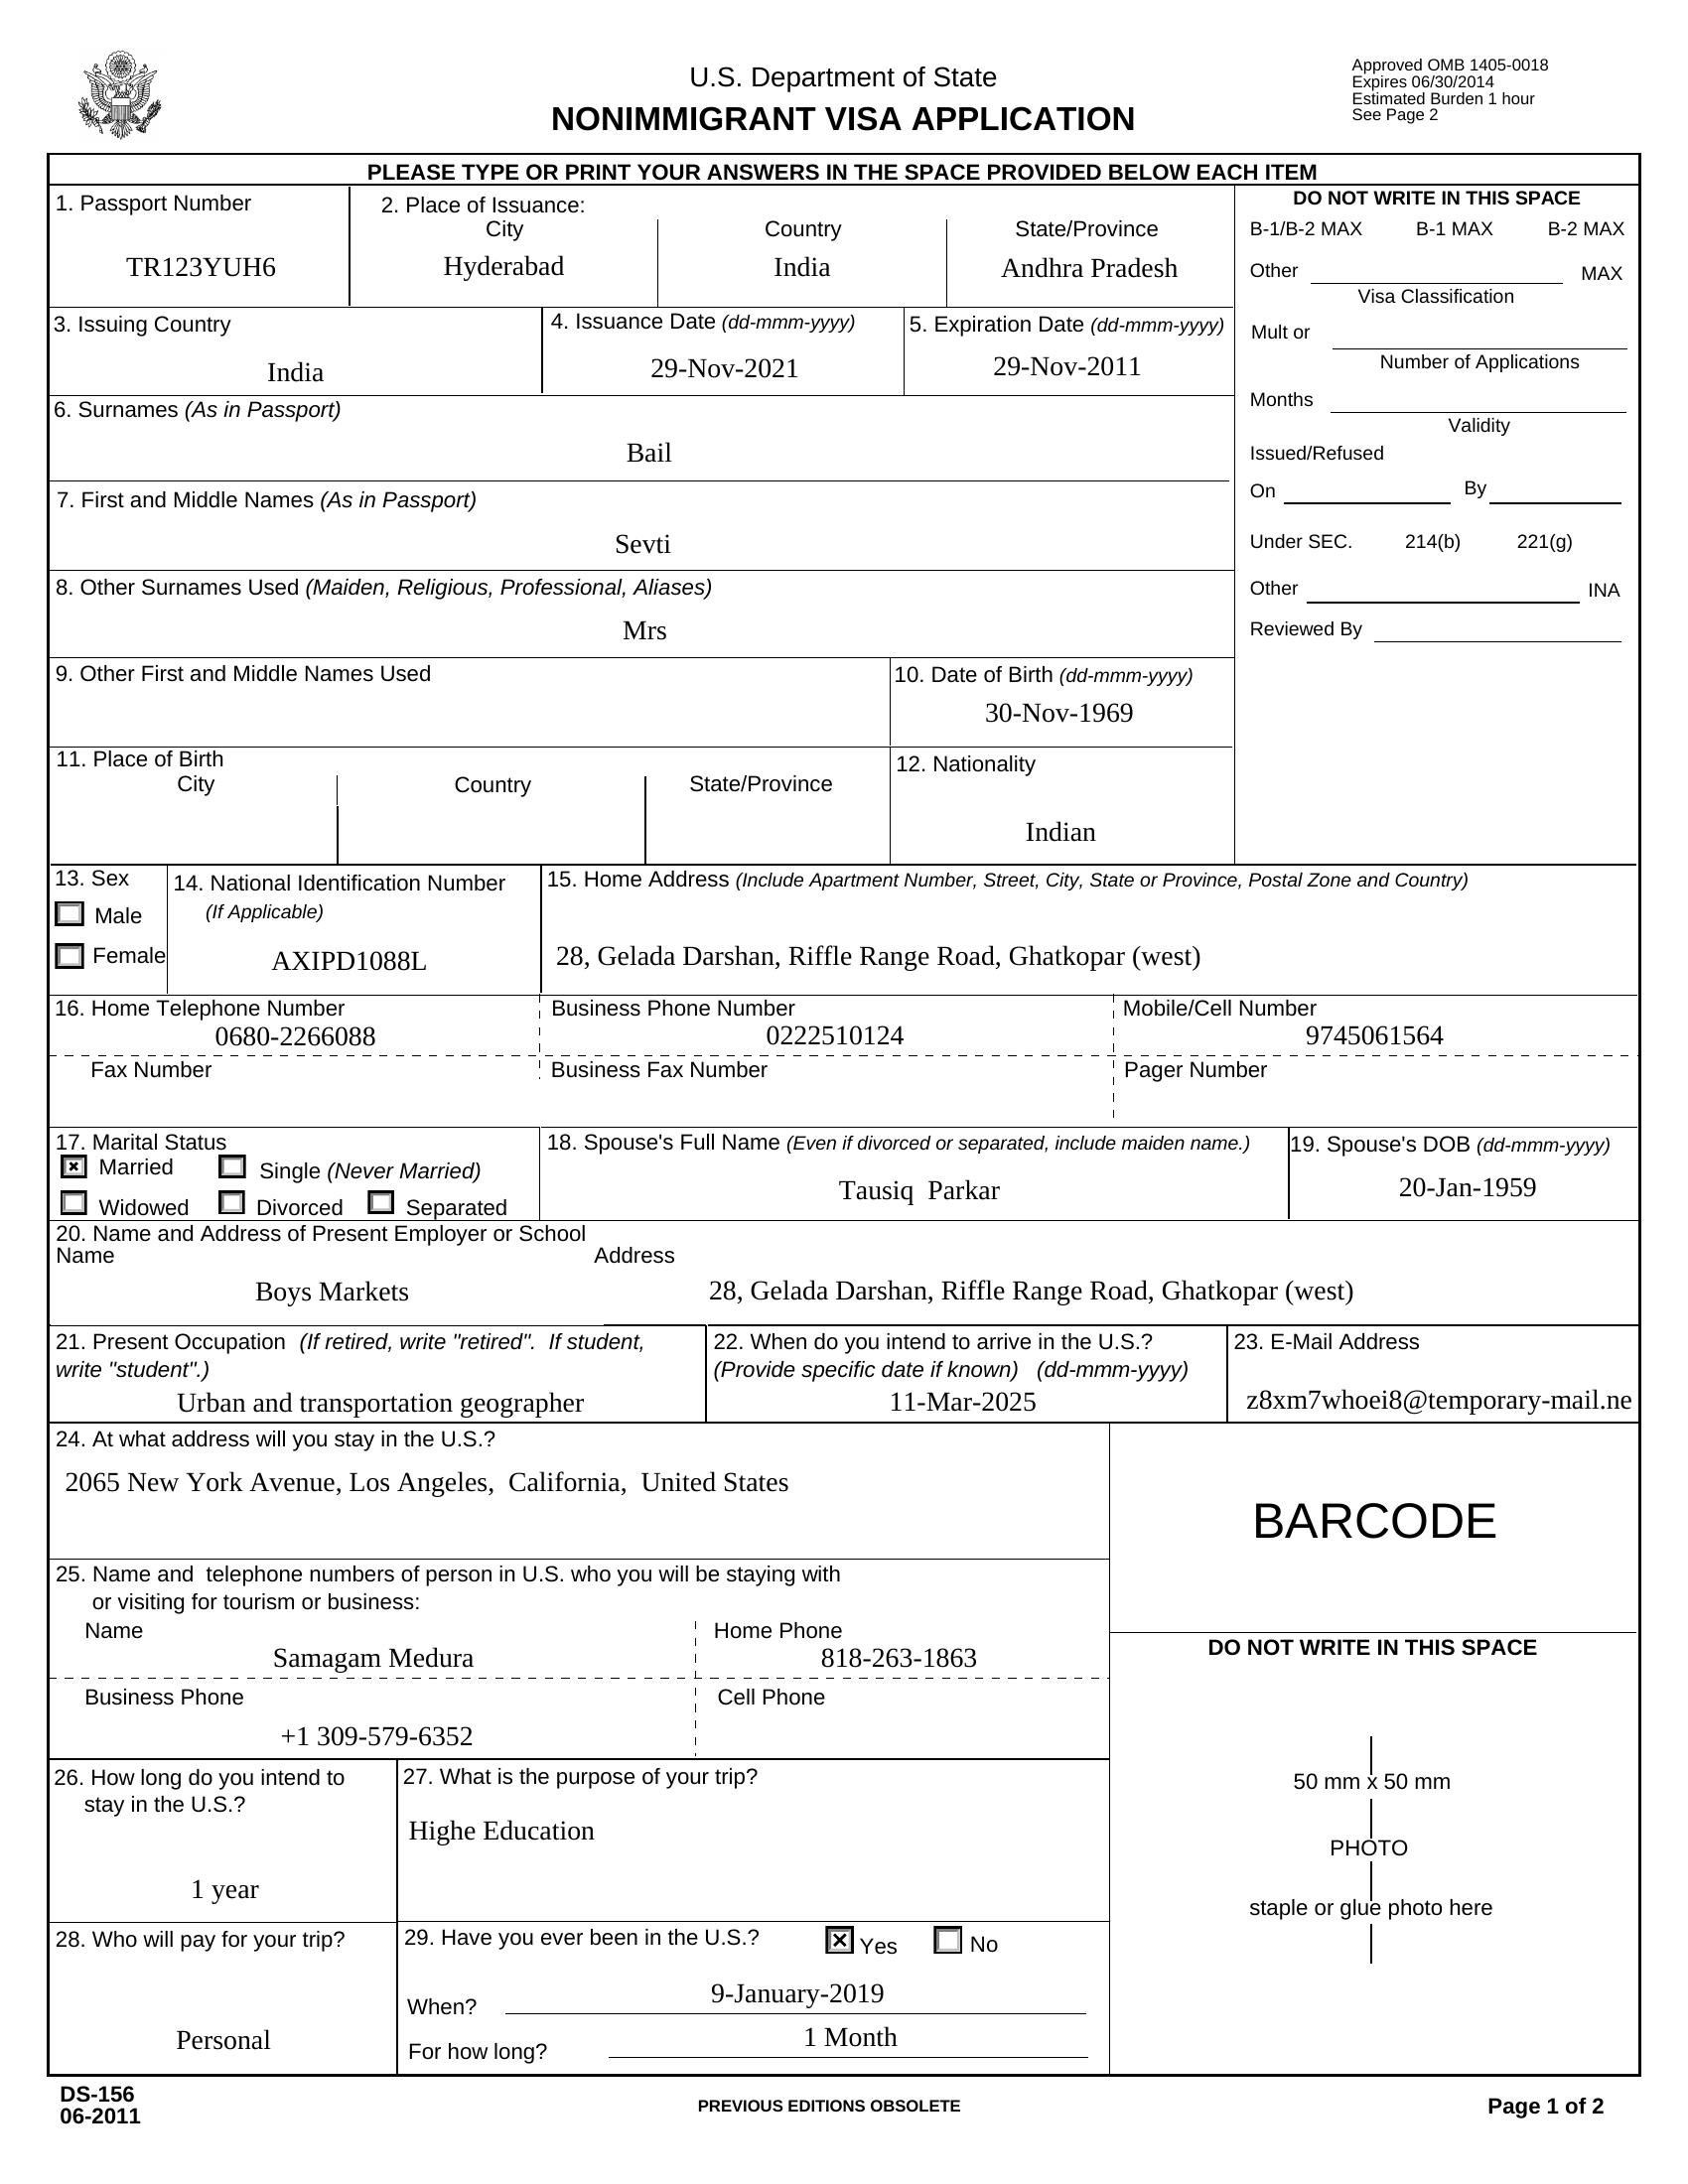 U.S. Department of State
NONIMMIGRANT VISA APPLICATION
Approved OMB 1405-0018
Expires 06/30/2014
Estimated Burden 1 hour
See Page 2
PLEASE TYPE OR PRINT YOUR ANSWERS IN THE SPACE PROVIDED BELOW EACH ITEM
1. Passport Number
TR123YUH6
2. Place of Issuance:
City Country State/Province
Hyderabad India Andhra Pradesh
DO NOT WRITE IN THIS SPACE
B-1/B-2 MAX B-1 MAX B-2 MAX
Other MAX
Visa Classification
Mult or
Number of Applications
Months
Validity
Issued/Refused
On By
Under SEC. 214(b) 221(g)
Other INA
Reviewed By
3. Issuing Country
India
4. Issuance Date (dd-mmm-yyyy)
29-Nov-2021
5. Expiration Date (dd-mmm-yyyy)
29-Nov-2011
6. Surnames (As in Passport)
Bail
7. First and Middle Names (As in Passport)
Sevti
8. Other Surnames Used (Maiden, Religious, Professional, Aliases)
Mrs
9. Other First and Middle Names Used
10. Date of Birth (dd-mmm-yyyy)
30-Nov-1969
11. Place of Birth
City Country State/Province
12. Nationality
Indian
13. Sex
Male
Female
14. National Identification Number
(If Applicable)
AXIPD1088L
15. Home Address (Include Apartment Number, Street, City, State or Province, Postal Zone and Country)
28, Gelada Darshan, Riffle Range Road, Ghatkopar (west)
16. Home Telephone Number
0680-2266088
Business Phone Number
0222510124
Mobile/Cell Number
9745061564
Fax Number
Business Fax Number
Pager Number
17. Marital Status
Married Single (Never Married)
Widowed Divorced Separated
18. Spouse's Full Name (Even if divorced or separated, include maiden name.)
Tausiq Parkar
19. Spouse's DOB (dd-mmm-yyyy)
20-Jan-1959
20. Name and Address of Present Employer or School
Name Address
Boys Markets 28, Gelada Darshan, Riffle Range Road, Ghatkopar (west)
21. Present Occupation (If retired, write "retired". If student,
write "student".)
Urban and transportation geographer
22. When do you intend to arrive in the U.S.?
(Provide specific date if known) (dd-mmm-yyyy)
11-Mar-2025
23. E-Mail Address
z8xm7whoei8@temporary-mail.ne
24. At what address will you stay in the U.S.?
2065 New York Avenue, Los Angeles, California, United States
BARCODE
25. Name and telephone numbers of person in U.S. who you will be staying with
or visiting for tourism or business:
Name
Samagam Medura
Home Phone
818-263-1863
Business Phone
+1 309-579-6352
Cell Phone
DO NOT WRITE IN THIS SPACE
50 mm x 50 mm
PHOTO
staple or glue photo here
26. How long do you intend to
stay in the U.S.?
1 year
27. What is the purpose of your trip?
Highe Education
28. Who will pay for your trip?
Personal
29. Have you ever been in the U.S.? Yes No
When? 9-January-2019
For how long? 1 Month
DS-156
06-2011
PREVIOUS EDITIONS OBSOLETE
Page 1 of 2